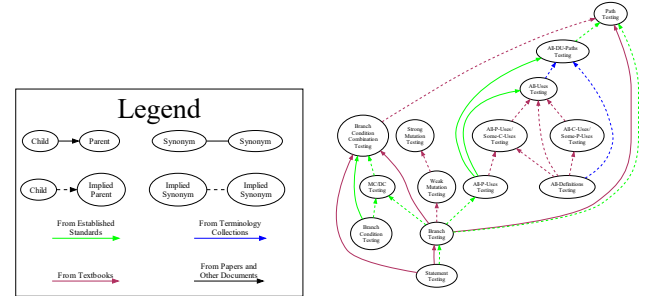 Legend
Child
Parent
Synonym
Synonym
Child
Implied
Parent
Implied
Synonym
Implied
Synonym
From Established
Standards
From Terminology
Collections
From Textbooks
From Papers and
Other Documents
Path
Testing
All-DU-Paths
Testing
All-Uses
Testing
Branch
Condition
Combination
Testing
Strong
Mutation
Testing
All-P-Uses/
Some-C-Uses
Testing
All-C-Uses/
Some-P-Uses
Testing
MC/DC
Testing
Weak
Mutation
Testing
All-P-Uses
Testing
All-Definitions
Testing
Branch
Condition
Testing
Branch
Testing
Statement
Testing